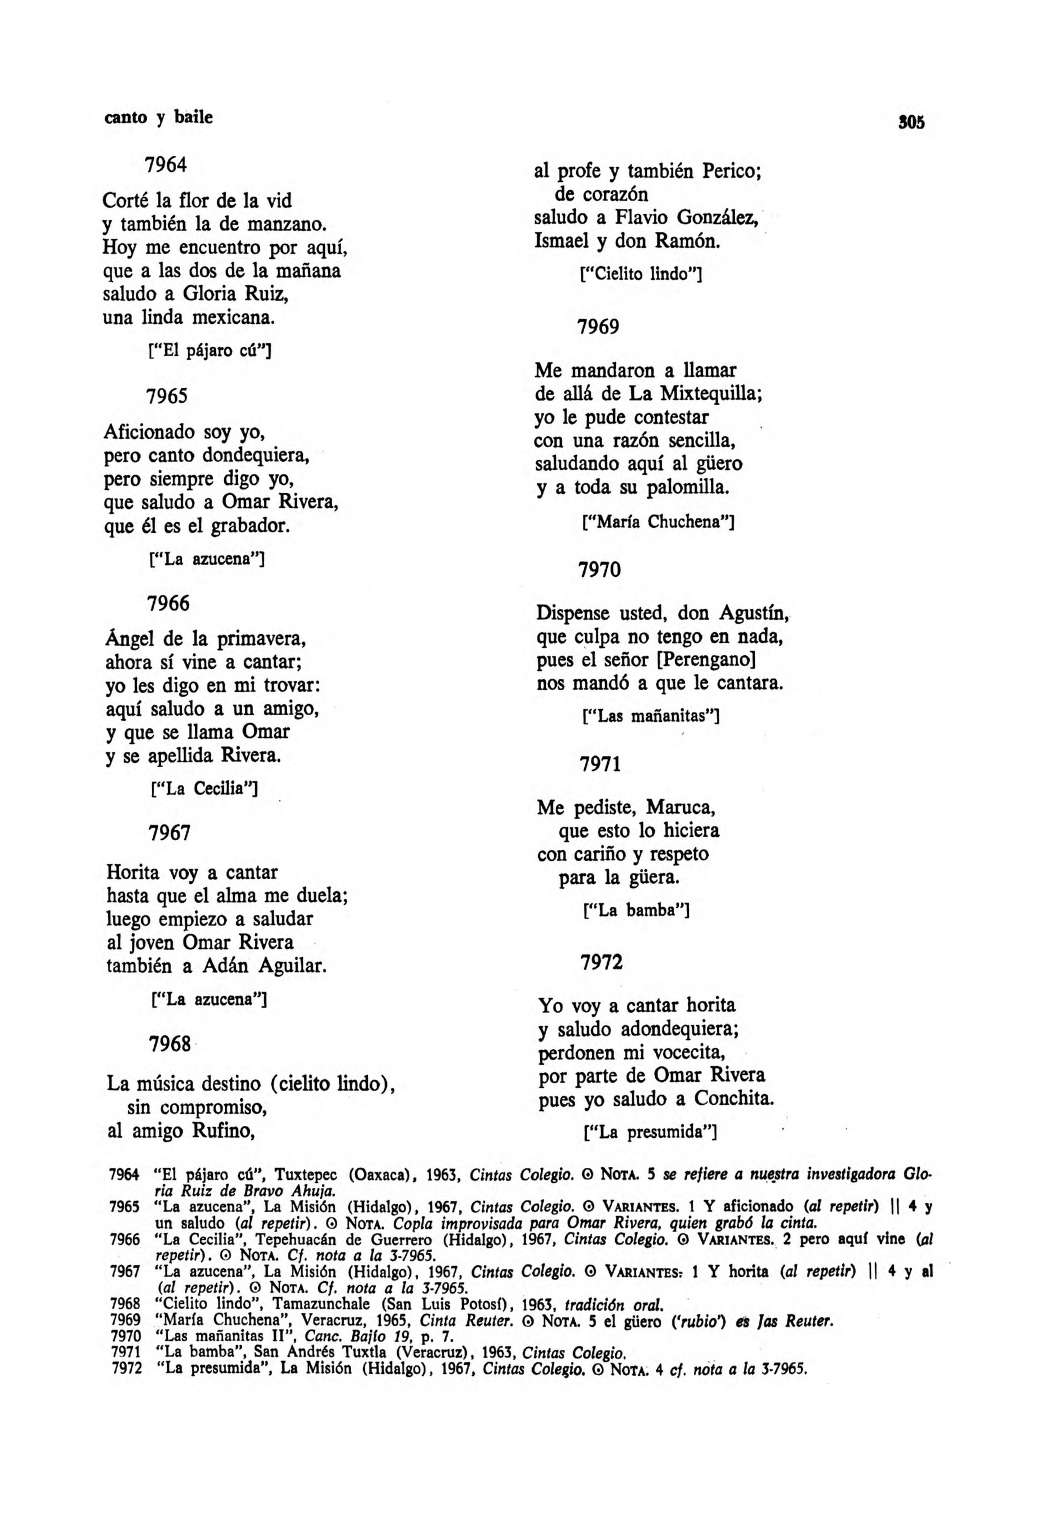 canto y baile
305
7964
Corté la flor de la vid
y también la de manzano.
Hoy me encuentro por aquí,
que a las dos de la mañana
saludo a Gloria Ruiz,
una linda mexicana.
["El pájaro cú"]
7965
Aficionado soy yo,
pero canto dondequiera,
pero siempre digo yo,
que saludo a Omar Rivera,
que él es el grabador.
["La azucena"]
7966
Ángel de la primavera,
ahora sí vine a cantar;
yo les digo en mi trovar:
aquí saludo a un amigo,
y que se llama Omar
y se apellida Rivera.
["La Cecilia"]
7967
Horita voy a cantar
hasta que el alma me duela;
luego empiezo a saludar
al joven Omar Rivera
también a Adán Aguilar.
["La azucena"]
7968
La música destino (cielito lindo),
sin compromiso,
al amigo Rufino,
al profe y también Perico;
de corazón
saludo a Flavio González,
Ismael y don Ramón.
["Cielito lindo"]
7969
Me mandaron a llamar
de allá de La Mixtequilla;
yo le pude contestar
con una razón sencilla,
saludando aquí al güero
y a toda su palomilla.
["María Chuchena"]
7970
Dispense usted, don Agustín,
que culpa no tengo en nada,
pues el señor [Perengano]
nos mandó a que le cantara.
["Las mañanitas"]
7971
Me pediste, Maruca,
que esto lo hiciera
con cariño y respeto
para la güera.
["La bamba"]
7972
Yo voy a cantar horita
y saludo adondequiera;
perdonen mi vocecita,
por parte de Omar Rivera
pues yo saludo a Conchita.
["La presumida"]
7964 "El pájaro cú", Tuxtepec (Oaxaca), 1963, Cintas Colegio. ⊙ NOTA. 5 se refiere a nuestra investigadora Glo-
ria Ruiz de Bravo Ahuja.
7965 "La azucena", La Misión (Hidalgo), 1967, Cintas Colegio. ⊙ VARIANTES. 1 Y aficionado (al repetir) || 4 y
un saludo (al repetir). ⊙ NOTA. Copla improvisada para Omar Rivera, quien grabó la cinta.
7966 "La Cecilia", Tepehuacán de Guerrero (Hidalgo), 1967, Cintas Colegio. ⊙ VARIANTES. 2 pero aquí vine (al
repetir). ⊙ NOTA. Cf. nota a la 3-7965.
7967 "La azucena", La Misión (Hidalgo), 1967, Cintas Colegio. ⊙ VARIANTES: 1 Y horita (al repetir) || 4 y al
(al repetir). ⊙ NOTA. Cf. nota a la 3-7965.
7968 "Cielito lindo", Tamazunchale (San Luis Potosí), 1963, tradición oral.
7969 "María Chuchena", Veracruz, 1965, Cinta Reuter. ⊙ NOTA. 5 el güero ('rubio') es Jas Reuter.
7970 "Las mañanitas II", Canc. Bajío 19, p. 7.
7971 "La bamba", San Andrés Tuxtla (Veracruz), 1963, Cintas Colegio.
7972 "La presumida", La Misión (Hidalgo), 1967, Cintas Colegio. ⊙ NOTA. 4 cf. nota a la 3-7965.